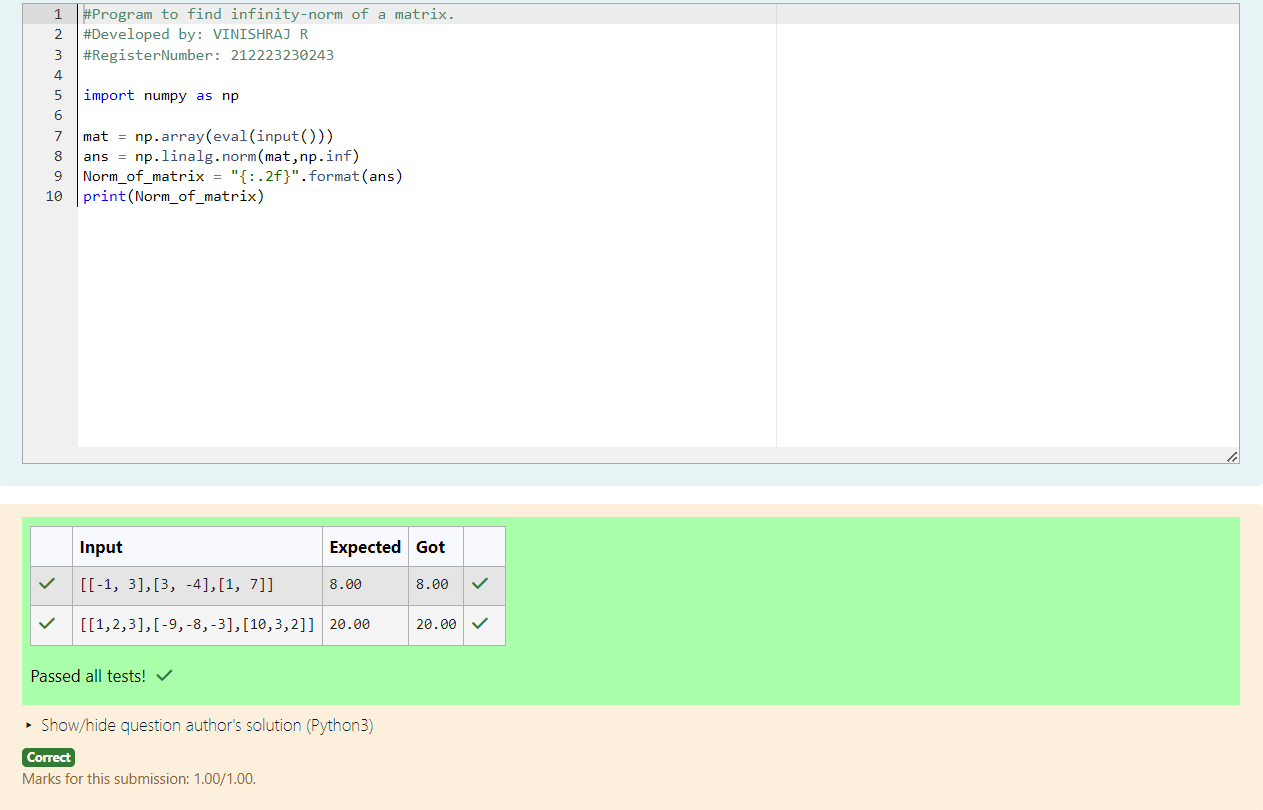 1 #Program to find infinity-norm of a matrix.
2 #Developed by: VINISHRAJ R
3 #RegisterNumber: 212223230243
4
5 import numpy as np
6
7 mat = np.array(eval(input()))
8 ans = np.linalg.norm(mat,np.inf)
9 Norm_of_matrix = "{:.2f}".format(ans)
10 print(Norm_of_matrix)
Input Expected Got
[[-1, 3],[3, -4],[1, 7]] 8.00 8.00
[[1,2,3],[-9,-8,-3],[10,3,2]] 20.00 20.00
Passed all tests!
Show/hide question author's solution (Python3)
Correct
Marks for this submission: 1.00/1.00.